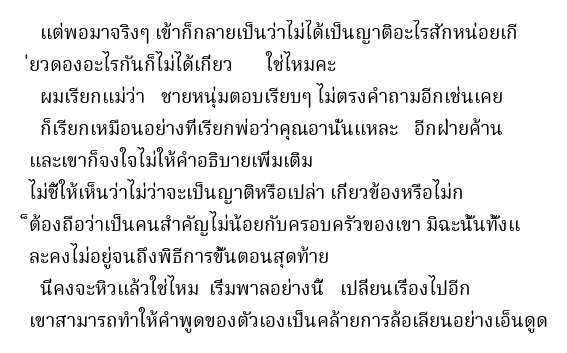 แต่พอมาจริงๆ เข้าก็กลายเป็นว่าไม่ได้เป็นญาติอะไรสักหน่อยเกี
่ยวดองอะไรกันก็ไม่ได้เกี่ยว ใช่ไหมคะ
ผมเรียกแม่ว่า ชายหนุ่มตอบเรียบๆ ไม่ตรงคำถามอีกเช่นเคย
ก็เรียกเหมือนอย่างที่เรียกพ่อว่าคุณอานั่นแหละ อีกฝ่ายค้าน
และเขาก็จงใจไม่ให้คำอธิบายเพิ่มเติม
ไม่ชี้ให้เห็นว่าไม่ว่าจะเป็นญาติหรือเปล่า เกี่ยวข้องหรือไม่ก
็ต้องถือว่าเป็นคนสำคัญไม่น้อยกับครอบครัวของเขา มิฉะนั้นทั้งแ
ละคงไม่อยู่จนถึงพิธีการขั้นตอนสุดท้าย
นี่คงจะหิวแล้วใช่ไหม เริ่มพาลอย่างนี้ เปลี่ยนเรื่องไปอีก
เขาสามารถทำให้คำพูดของตัวเองเป็นคล้ายการล้อเลียนอย่างเอ็นดูด